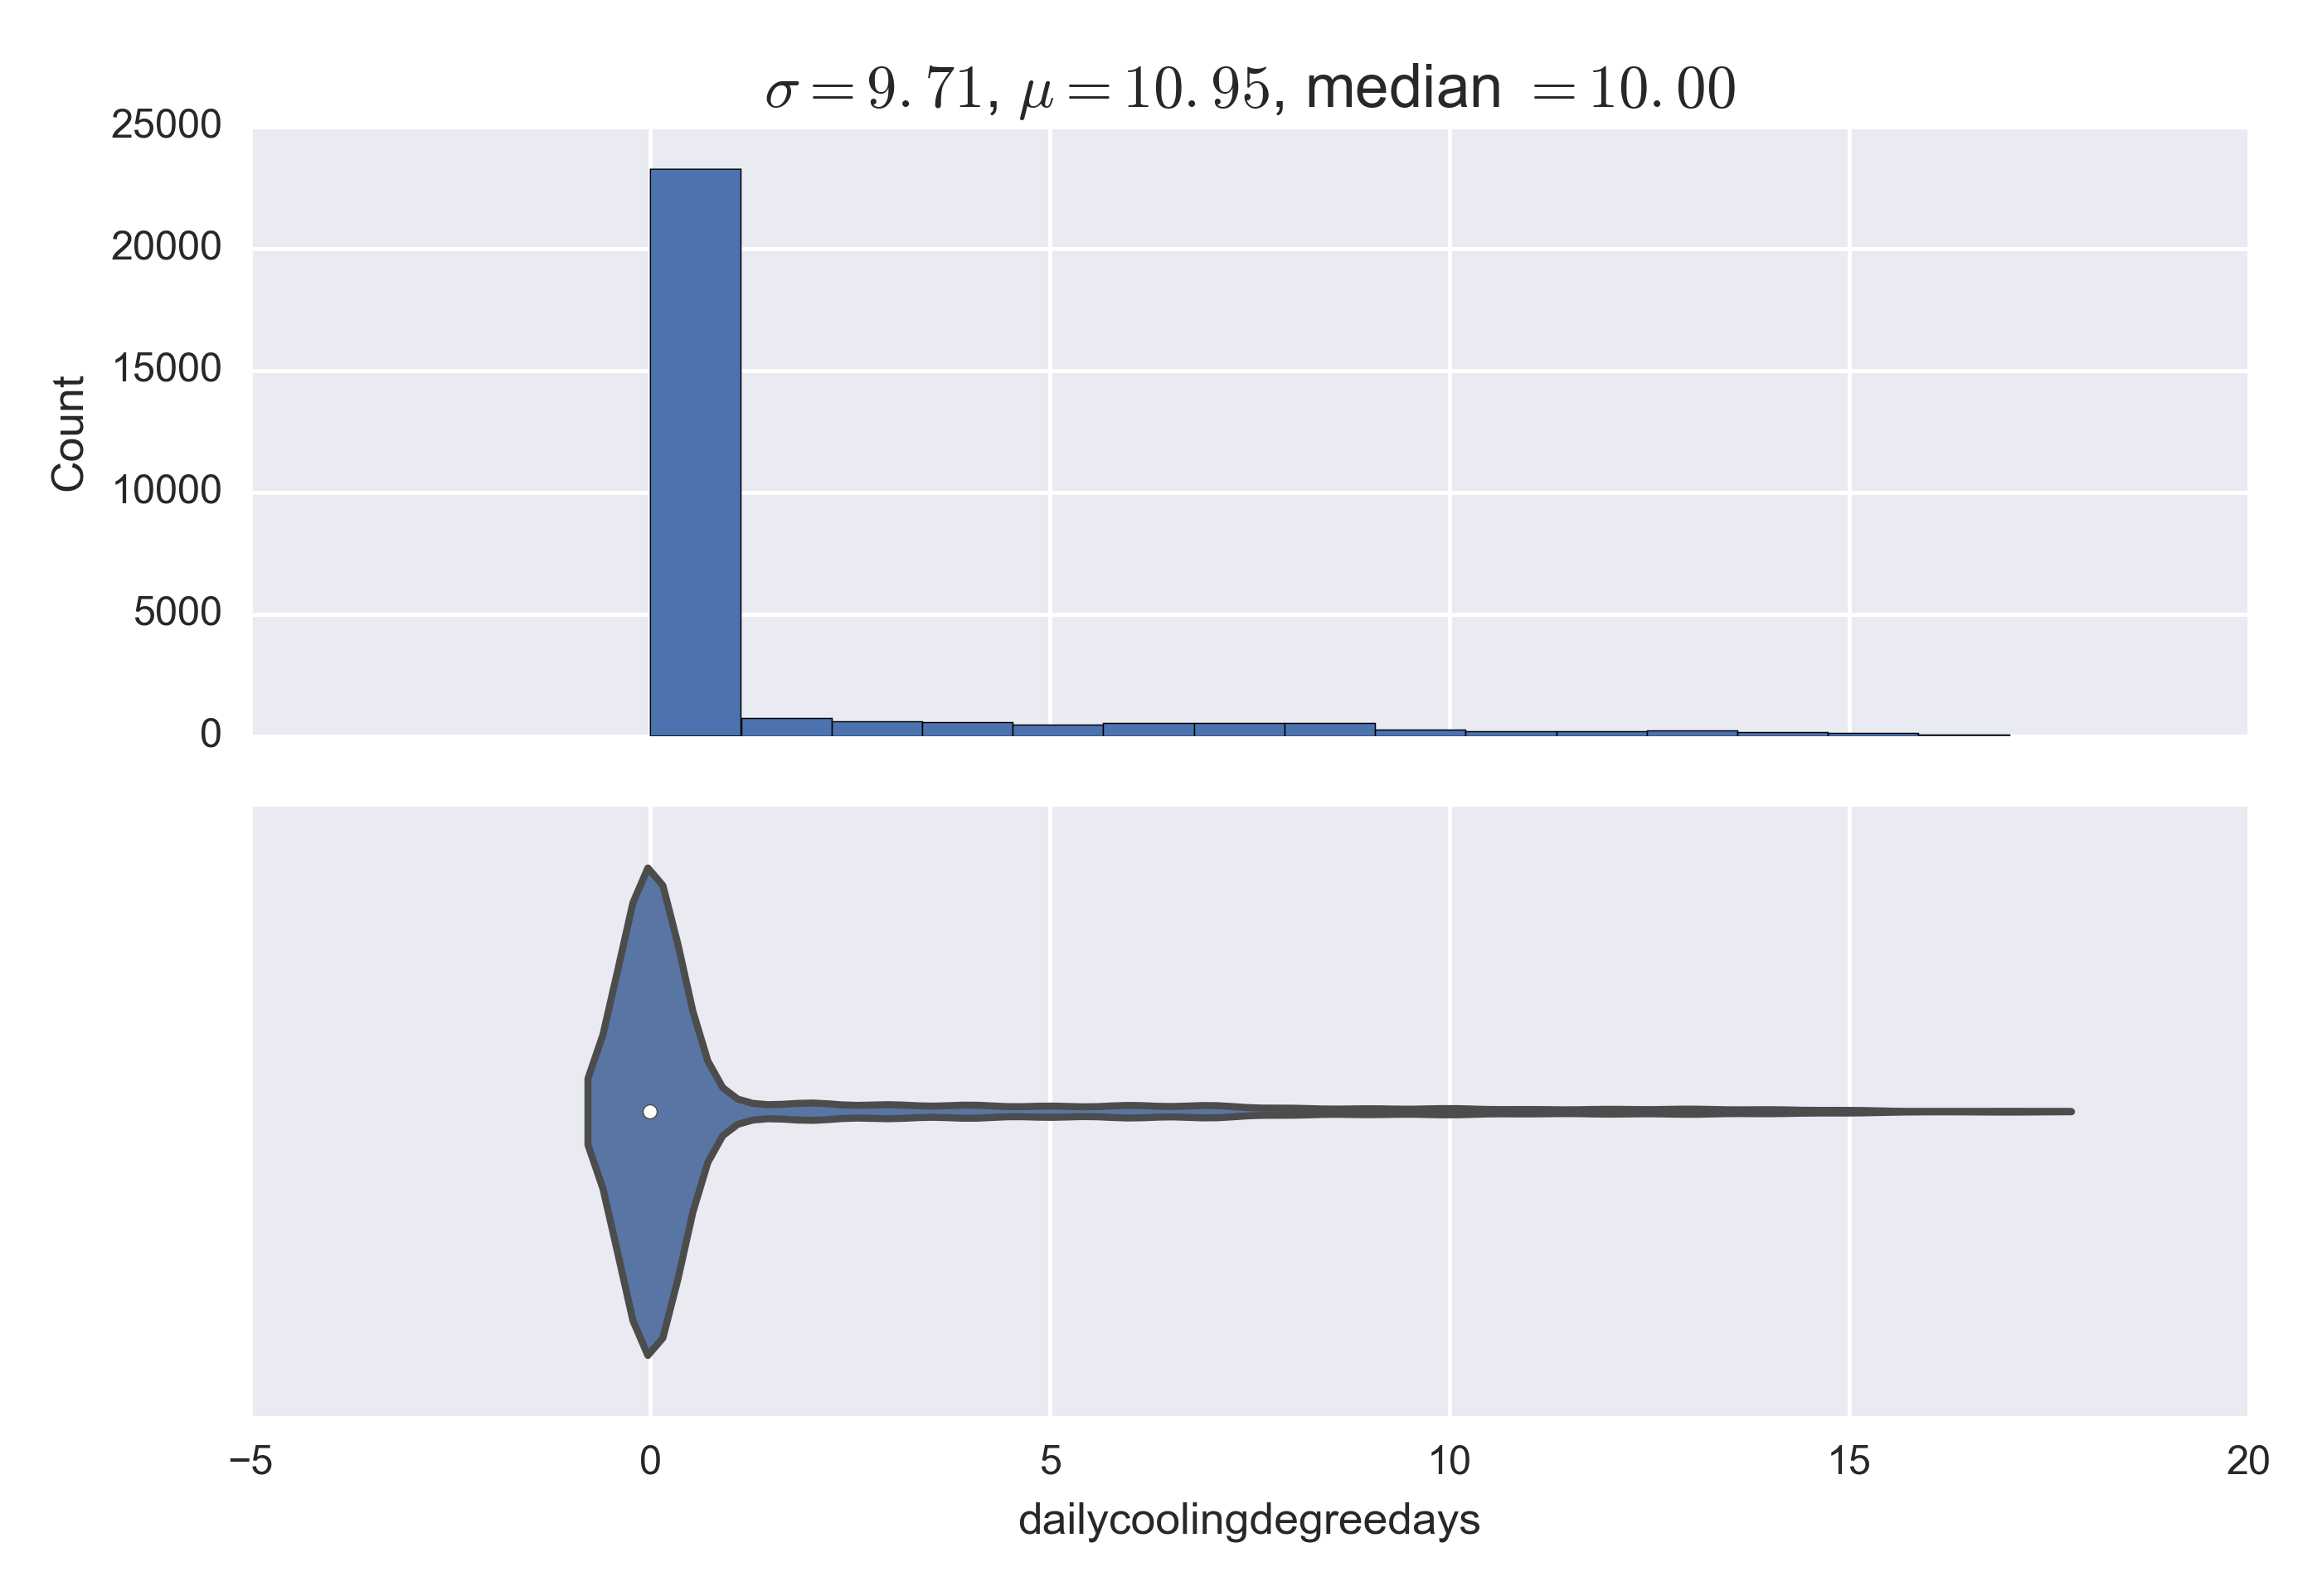 σ = 9.71, μ = 10.95, median = 10.00
25000
20000
15000
10000
5000
0
Count
−5 0 5 10 15 20
dailycoolingdegreedays